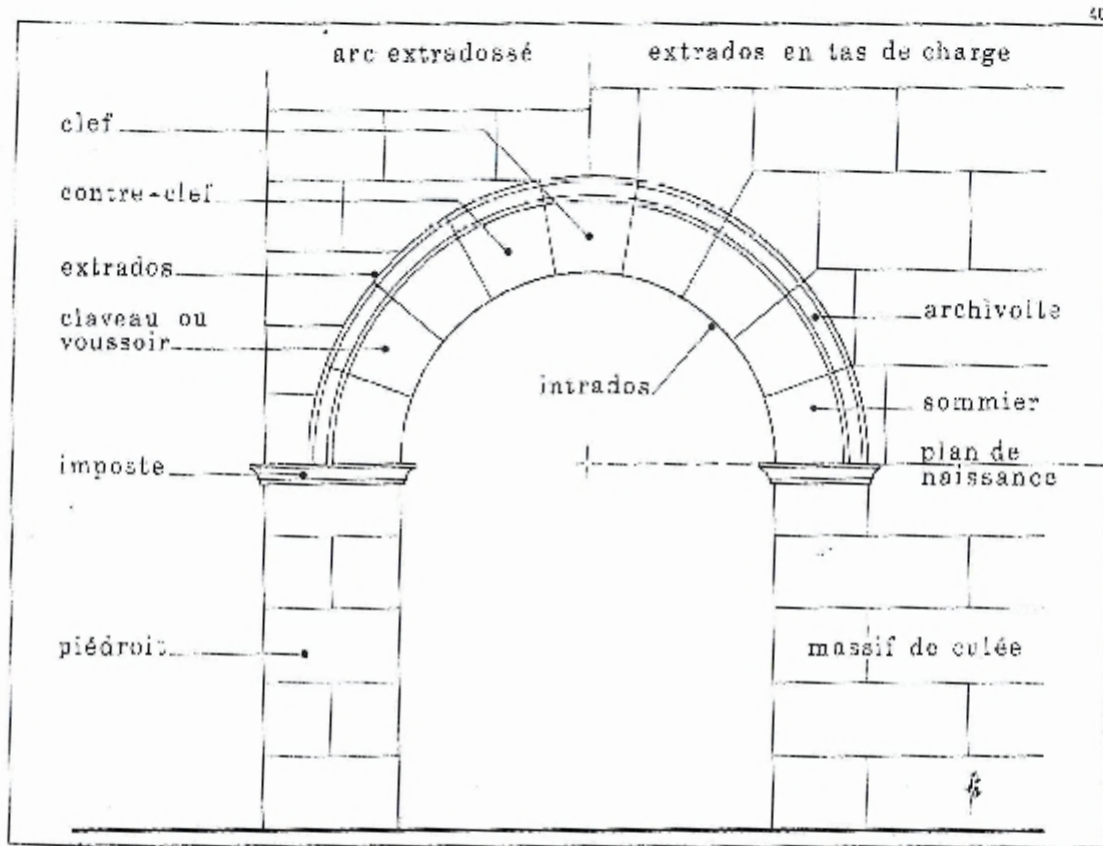 40
arc extradossé
extrados en tas de charge
clef
contre-clef
extrados
claveau ou
voussoir
imposte
piédroit
intrados
archivolte
sommier
plan de
naissance
massif de culée